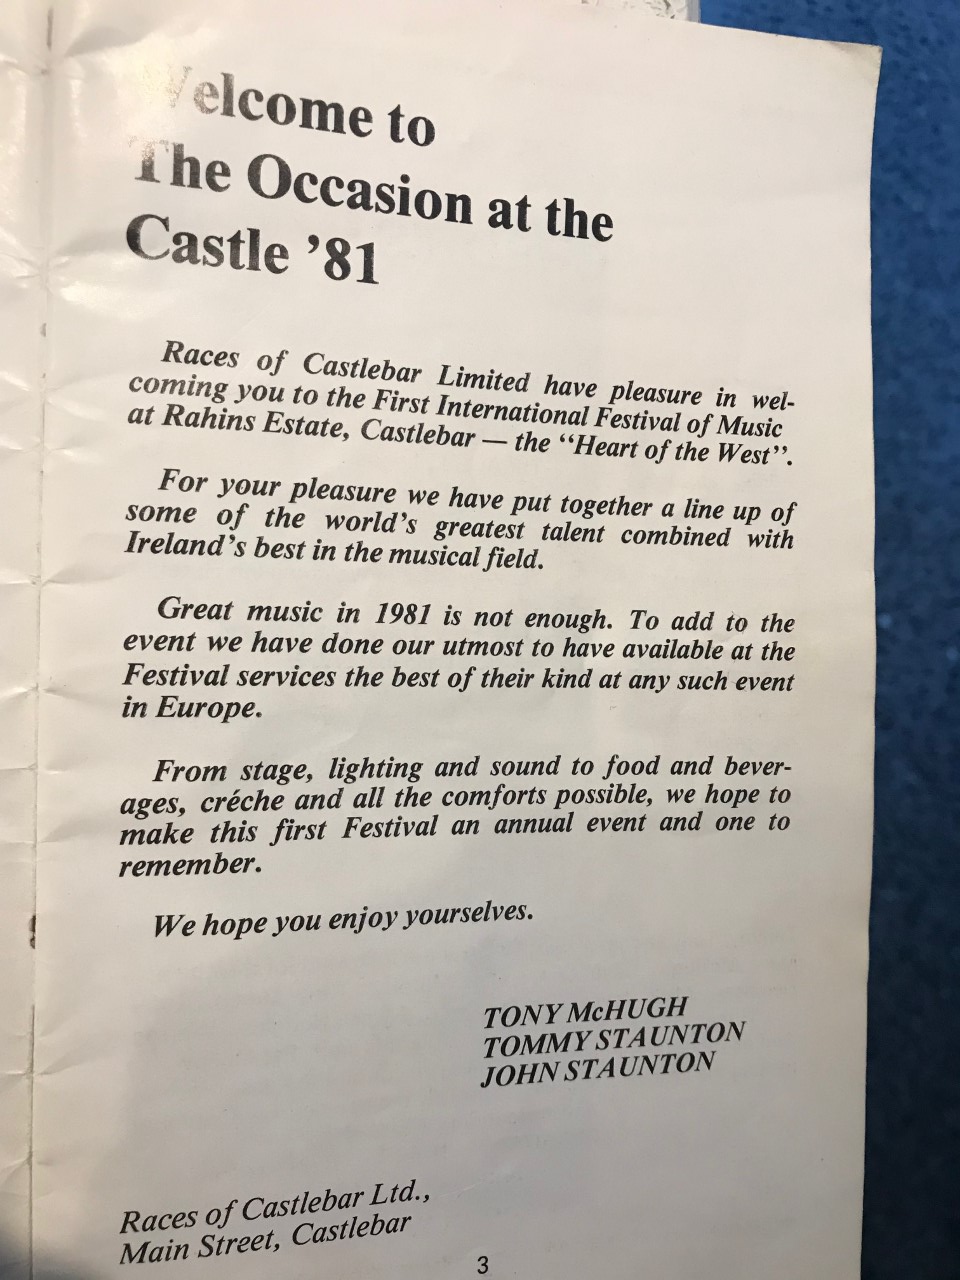 Welcome to
The Occasion at the
Castle ’81
Races of Castlebar Limited have pleasure in wel-
coming you to the First International Festival of Music
at Rahins Estate, Castlebar — the “Heart of the West”.
For your pleasure we have put together a line up of
some of the world’s greatest talent combined with
Ireland’s best in the musical field.
Great music in 1981 is not enough. To add to the
event we have done our utmost to have available at the
Festival services the best of their kind at any such event
in Europe.
From stage, lighting and sound to food and bever-
ages, créche and all the comforts possible, we hope to
make this first Festival an annual event and one to
remember.
We hope you enjoy yourselves.
TONY McHUGH
TOMMY STAUNTON
JOHN STAUNTON
Races of Castlebar Ltd.,
Main Street, Castlebar
3